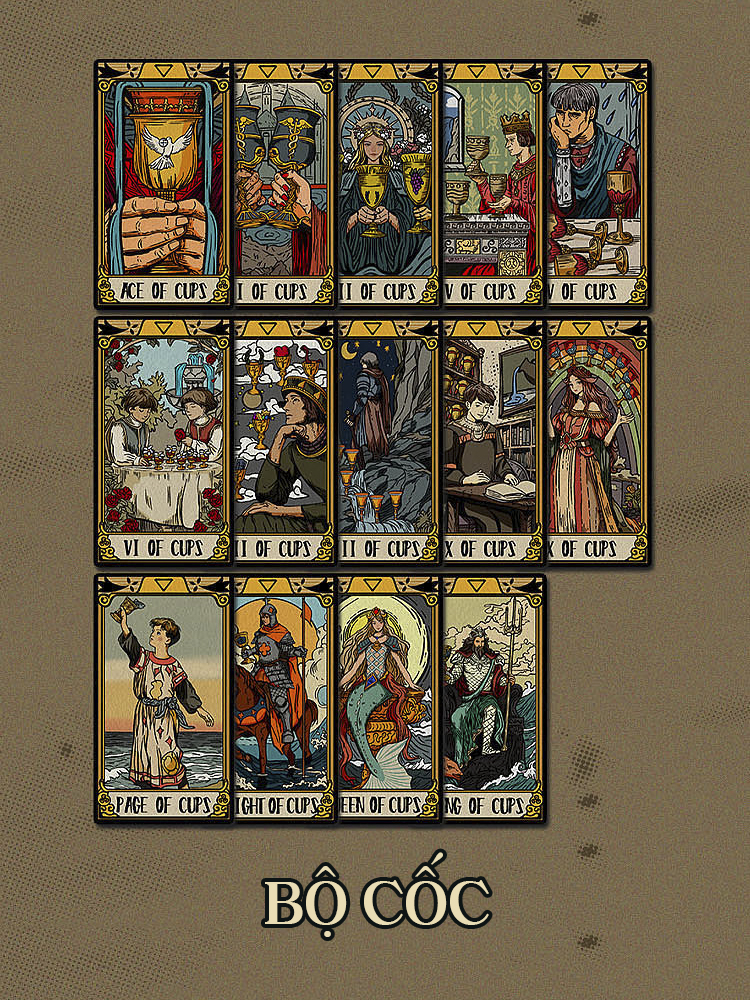 ACE OF CUPS
I OF CUPS
II OF CUPS
V OF CUPS
V OF CUPS
VI OF CUPS
II OF CUPS
II OF CUPS
X OF CUPS
X OF CUPS
PAGE OF CUPS
IGHT OF CUPS
EEN OF CUPS
NG OF CUPS
BỘ CỐC